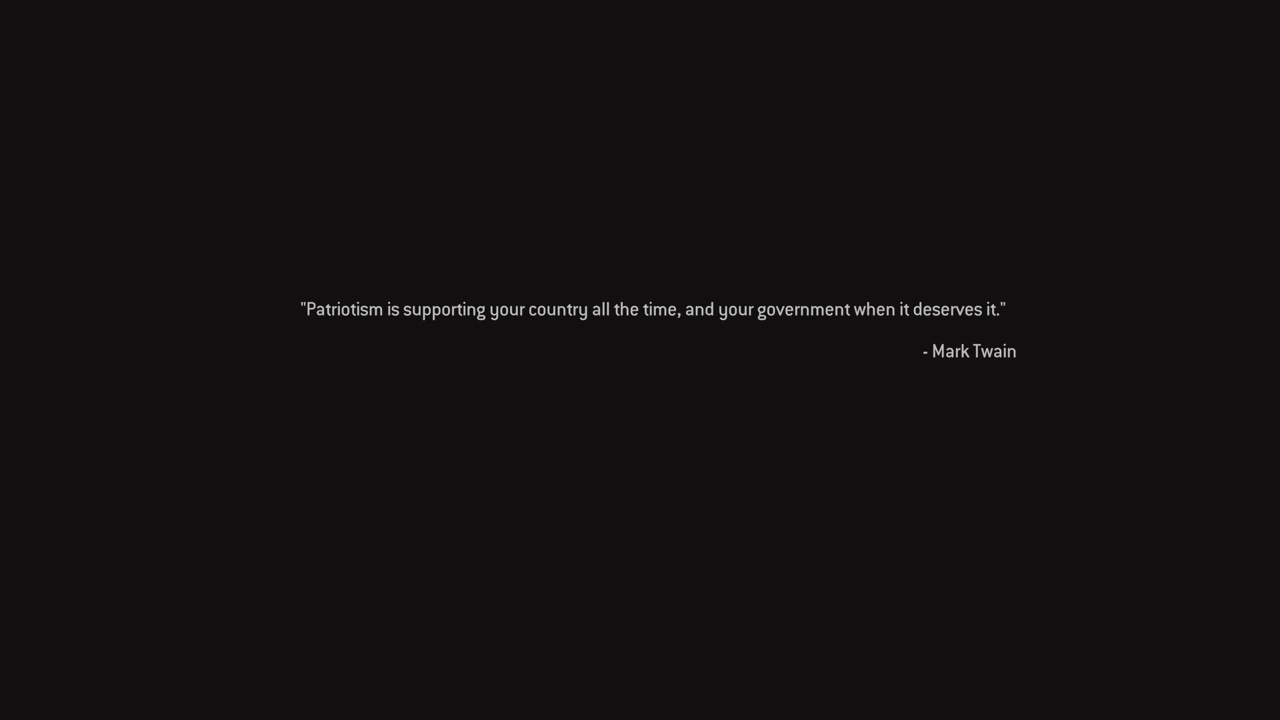 "Patriotism is supporting your country all the time, and your government when it deserves it."
- Mark Twain